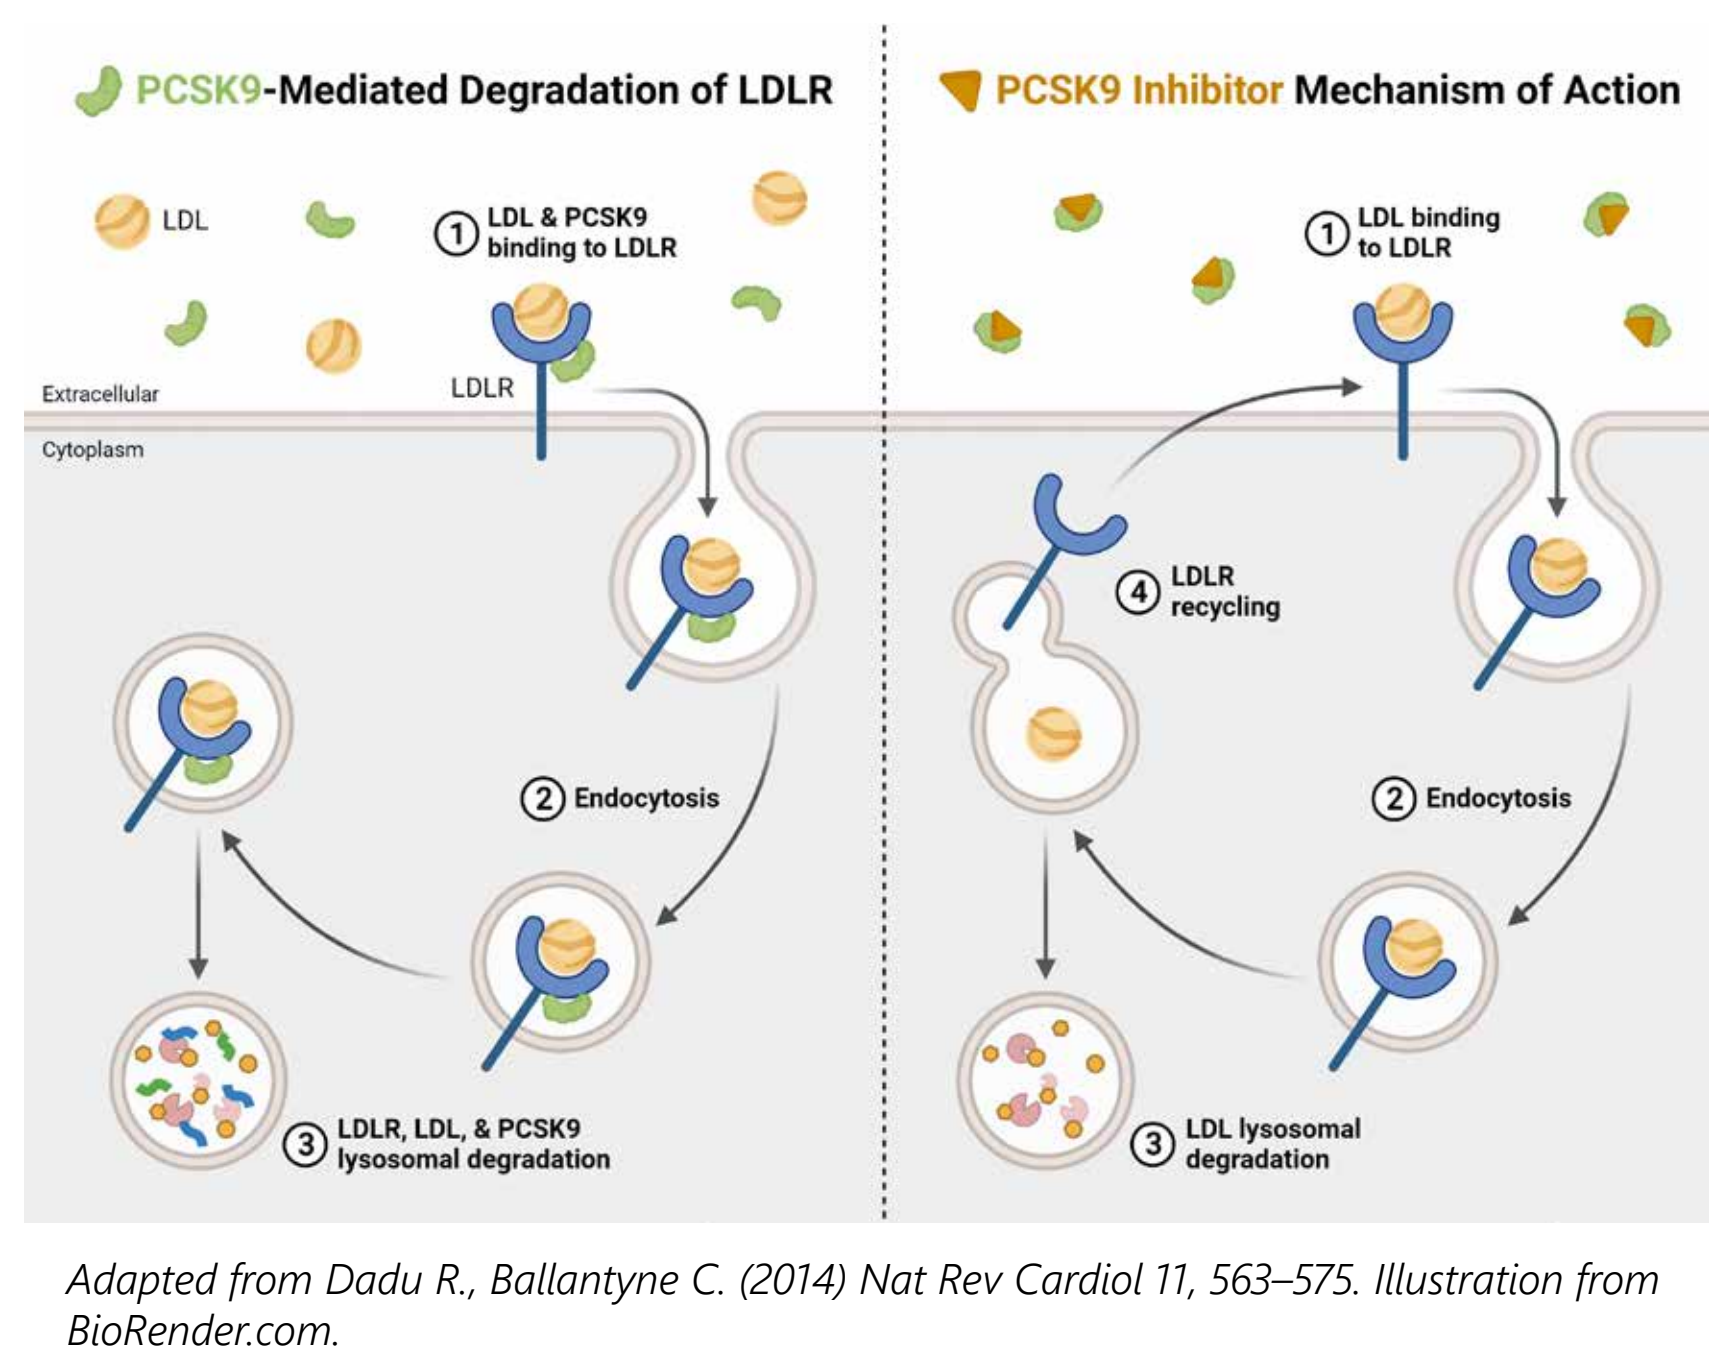 PCSK9-Mediated Degradation of LDLR
LDL
1 LDL & PCSK9
binding to LDLR
LDLR
Extracellular
Cytoplasm
2 Endocytosis
3 LDLR, LDL, & PCSK9
lysosomal degradation
PCSK9 Inhibitor Mechanism of Action
1 LDL binding
to LDLR
4 LDLR
recycling
2 Endocytosis
3 LDL lysosomal
degradation
Adapted from Dadu R., Ballantyne C. (2014) Nat Rev Cardiol 11, 563–575. Illustration from
BioRender.com.